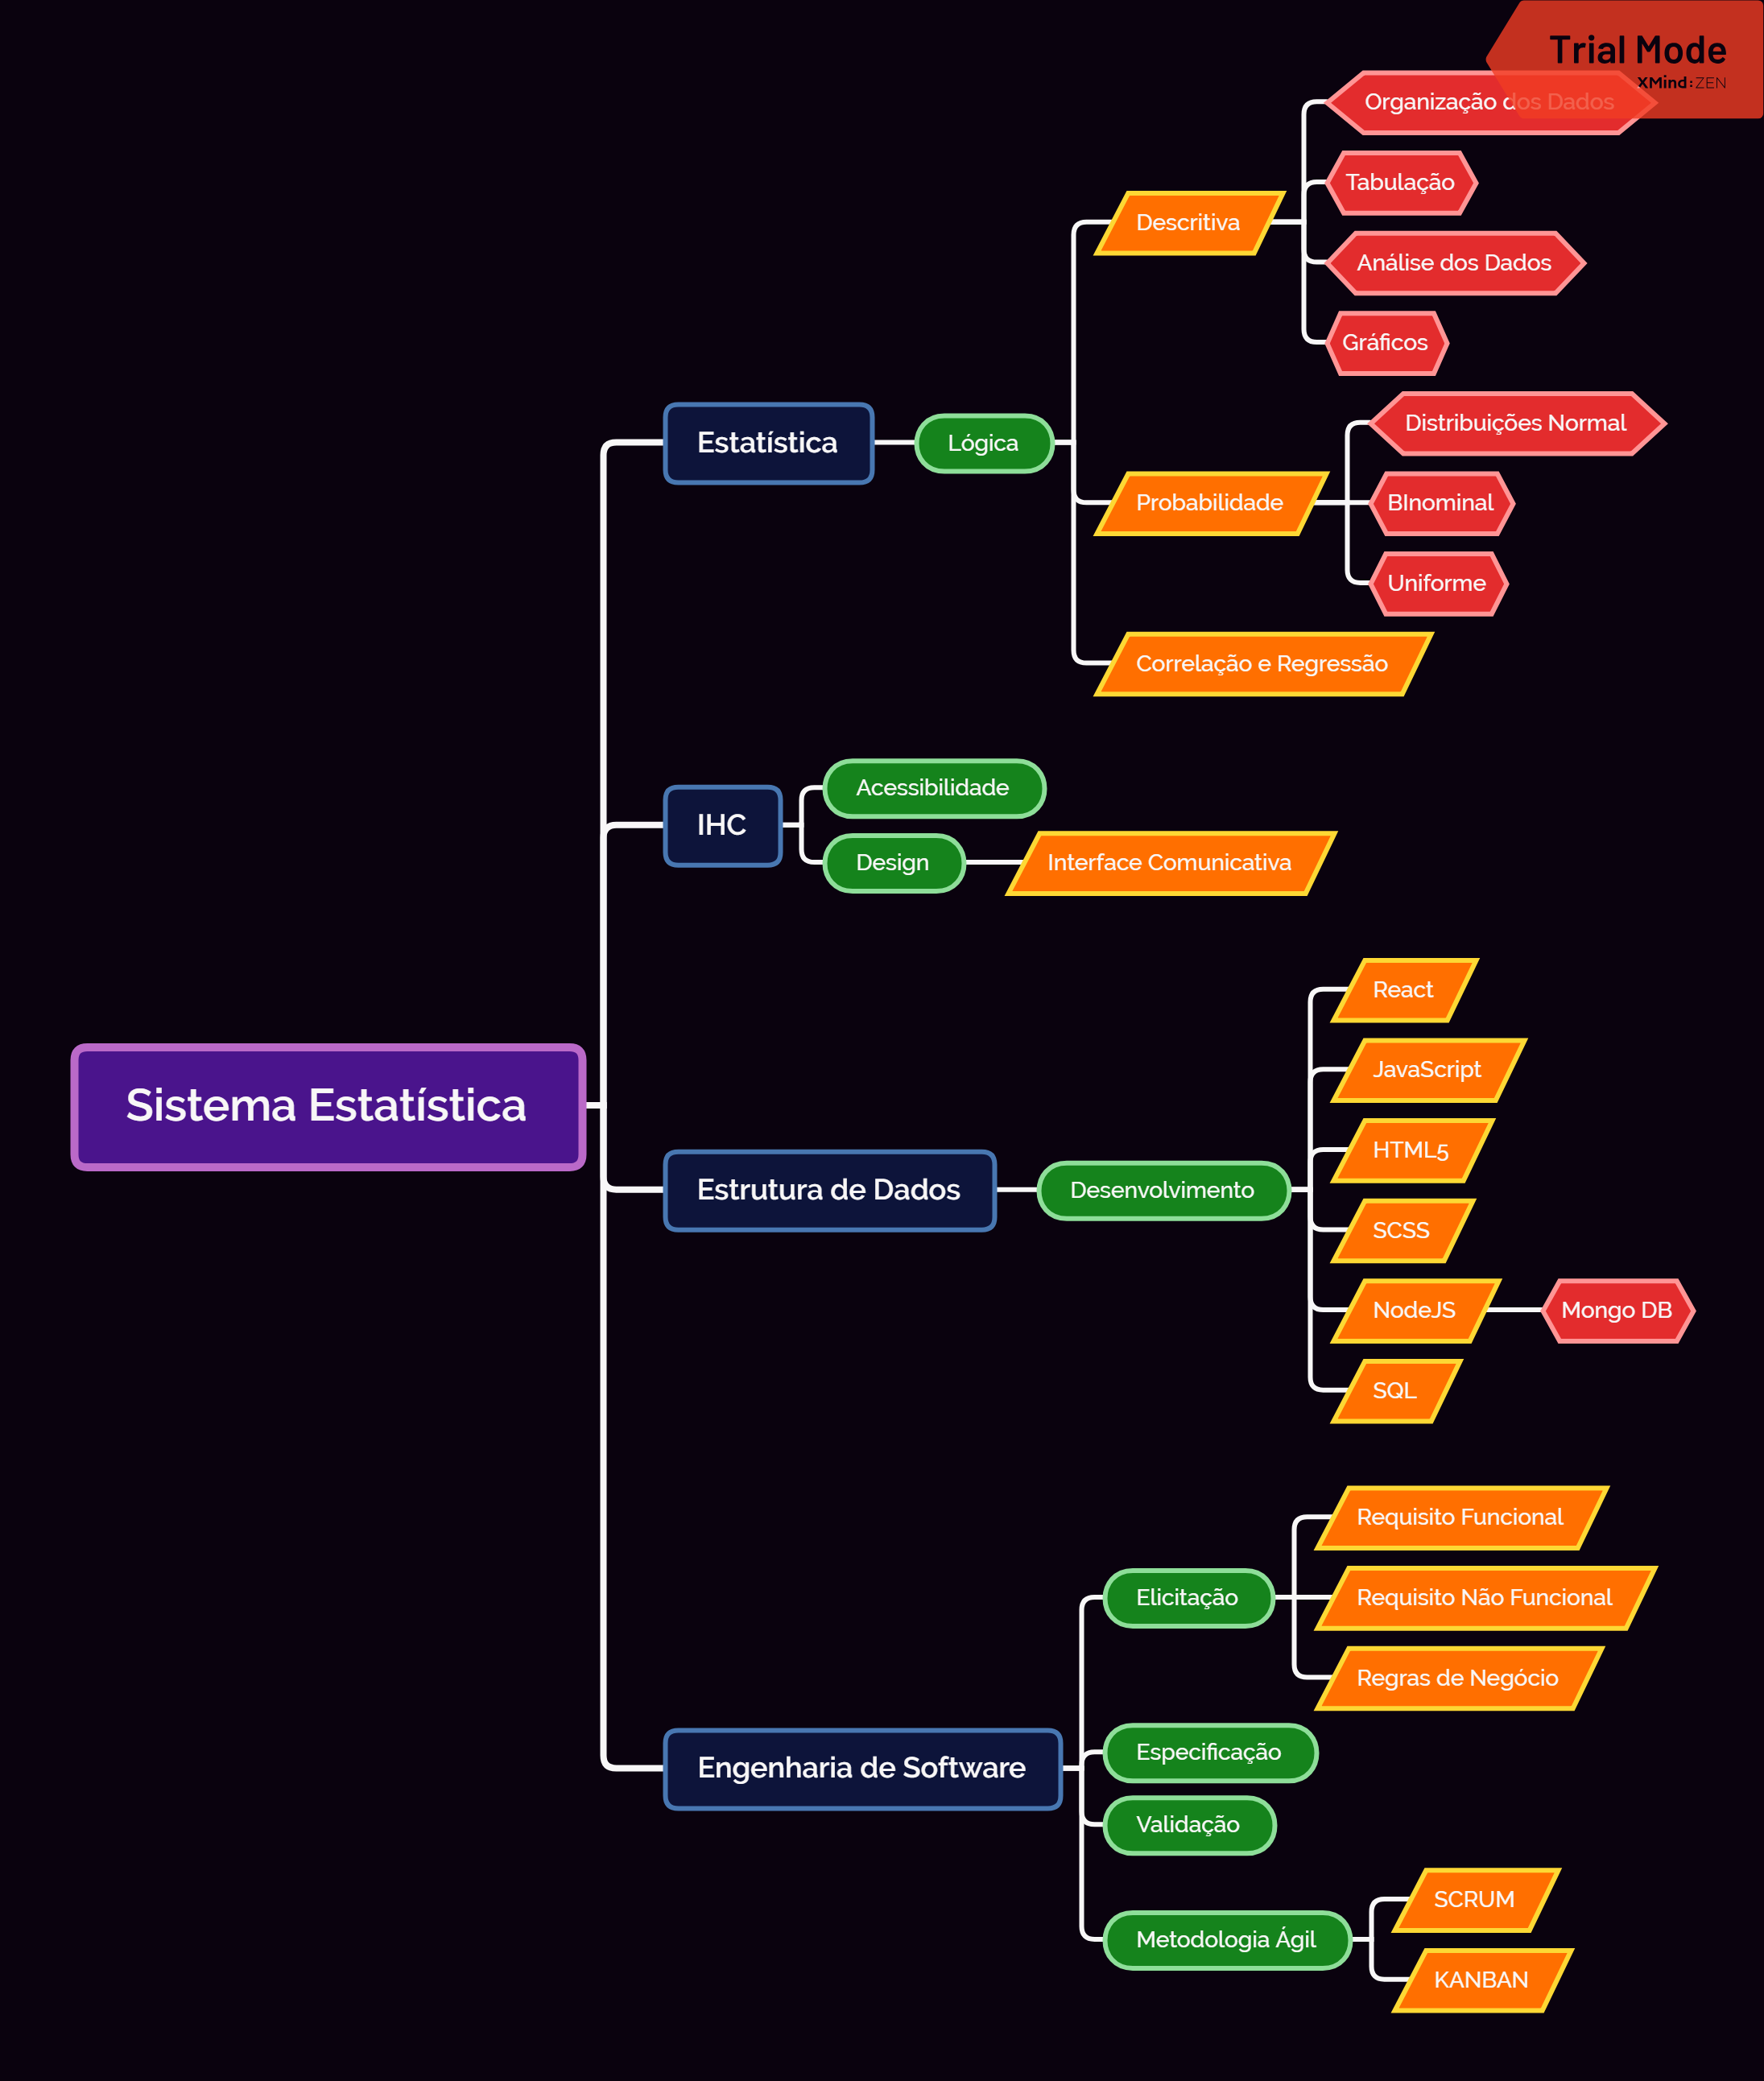 Trial Mode
XMind:ZEN
Organização dos Dados
Tabulação
Descritiva
Análise dos Dados
Gráficos
Distribuições Normal
Estatística
Lógica
Probabilidade
BInominal
Uniforme
Correlação e Regressão
Acessibilidade
IHC
Design
Interface Comunicativa
React
JavaScript
Sistema Estatística
HTML5
Estrutura de Dados
Desenvolvimento
SCSS
NodeJS
Mongo DB
SQL
Requisito Funcional
Elicitação
Requisito Não Funcional
Regras de Negócio
Especificação
Engenharia de Software
Validação
SCRUM
Metodologia Ágil
KANBAN